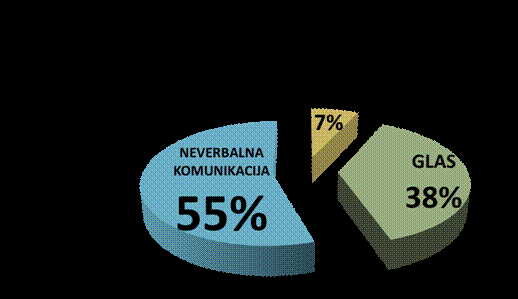 7%
NEVERBALNA
KOMUNIKACIJA
55%
GLAS
38%